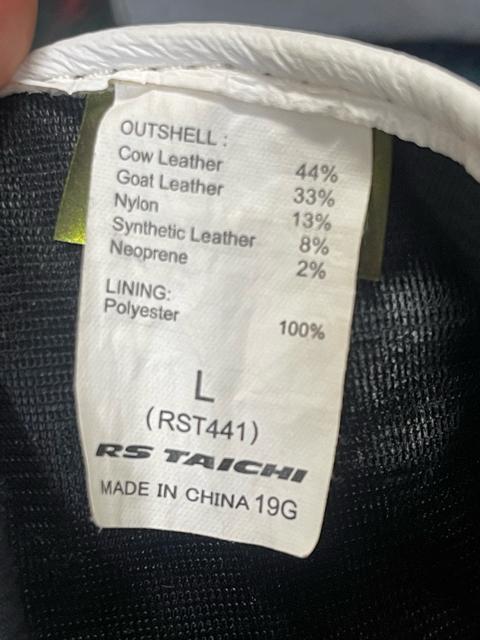 OUTSHELL :
Cow Leather 44%
Goat Leather 33%
Nylon 13%
Synthetic Leather 8%
Neoprene 2%
LINING:
Polyester 100%
L
(RST441)
RS TAICHI
MADE IN CHINA 19G